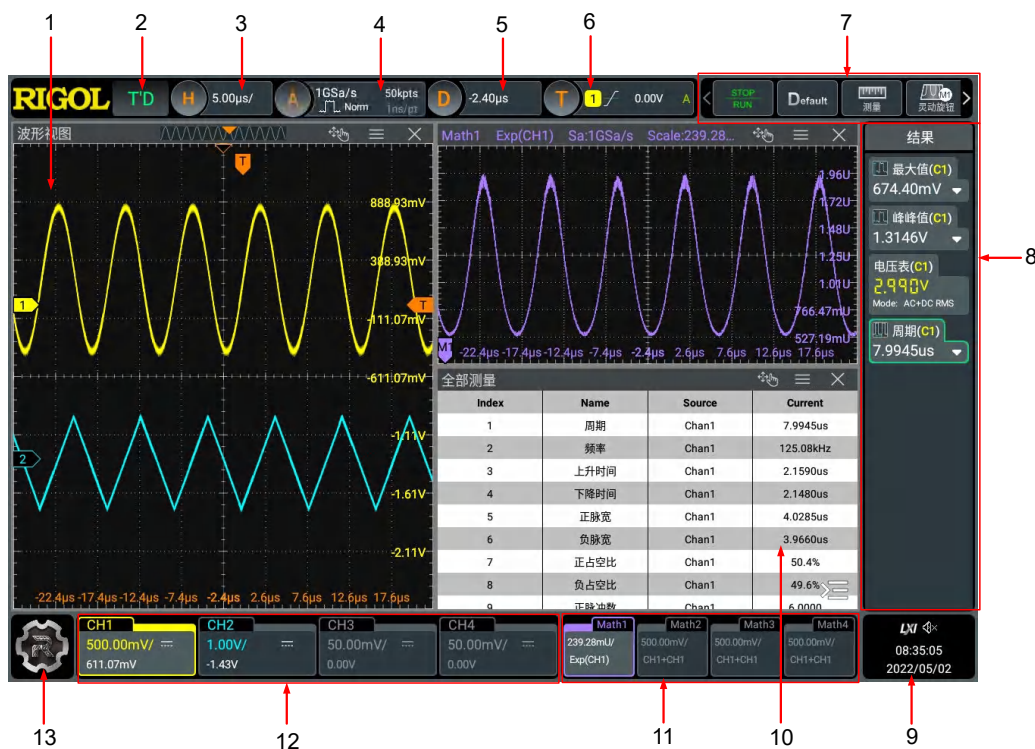 1 2 3 4 5 6 7
RIGOL T'D H 5.00μs/ A 1GSa/s 50kpts D -2.40μs T 1 0.00V A STOP Default
Norm 1ns/pt RUN 测量 灵动旋钮
波形视图
T
888.93mV
388.93mV
1 T
-111.07mV
-611.07mV
-1.11V
2
-1.61V
-2.11V
-22.4μs -17.4μs -12.4μs -7.4μs -2.4μs 2.6μs 7.6μs 12.6μs 17.6μs
Math1 Exp(CH1) Sa:1GSa/s Scale:239.28...
1.96U
1.72U
1.48U
1.25U
1.01U
766.47mU
527.19mU
M1 -22.4μs -17.4μs -12.4μs -7.4μs -2.4μs 2.6μs 7.6μs 12.6μs 17.6μs
全部测量
Index Name Source Current
1 周期 Chan1 7.9945us
2 频率 Chan1 125.08kHz
3 上升时间 Chan1 2.1590us
4 下降时间 Chan1 2.1480us
5 正脉宽 Chan1 4.0285us
6 负脉宽 Chan1 3.9660us
7 正占空比 Chan1 50.4%
8 负占空比 Chan1 49.6%
9 正脉冲数 Chan1 6.0000
结果
最大值(C1)
674.40mV
峰峰值(C1)
1.3146V
电压表(C1)
2.990V
Mode: AC+DC RMS
周期(C1)
7.9945us
8
CH1 CH2 CH3 CH4 Math1 Math2 Math3 Math4
500.00mV/ 1.00V/ 50.00mV/ 50.00mV/ 239.28mU/ 500.00mV/ 500.00mV/ 500.00mV/
611.07mV -1.43V 0.00V 0.00V Exp(CH1) CH1+CH1 CH1+CH1 CH1+CH1
LXI
08:35:05
2022/05/02
13 12 11 10 9